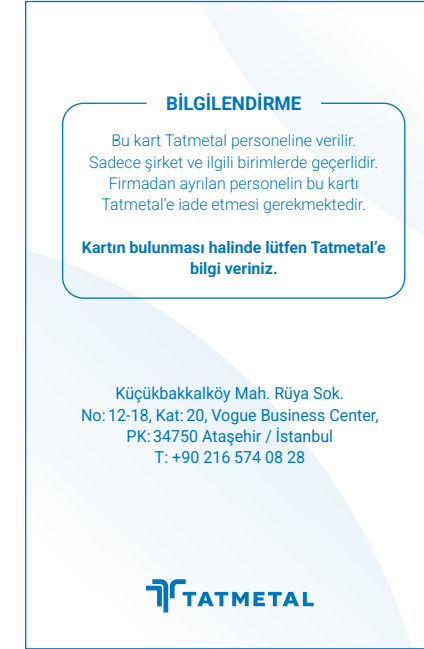 BİLGİLENDİRME
Bu kart Tatmetal personeline verilir.
Sadece şirket ve ilgili birimlerde geçerlidir.
Firmadan ayrılan personelin bu kartı
Tatmetal'e iade etmesi gerekmektedir.
Kartın bulunması halinde lütfen Tatmetal'e
bilgi veriniz.
Küçükbakkalköy Mah. Rüya Sok.
No: 12-18, Kat: 20, Vogue Business Center,
PK: 34750 Ataşehir / İstanbul
T: +90 216 574 08 28
TATMETAL